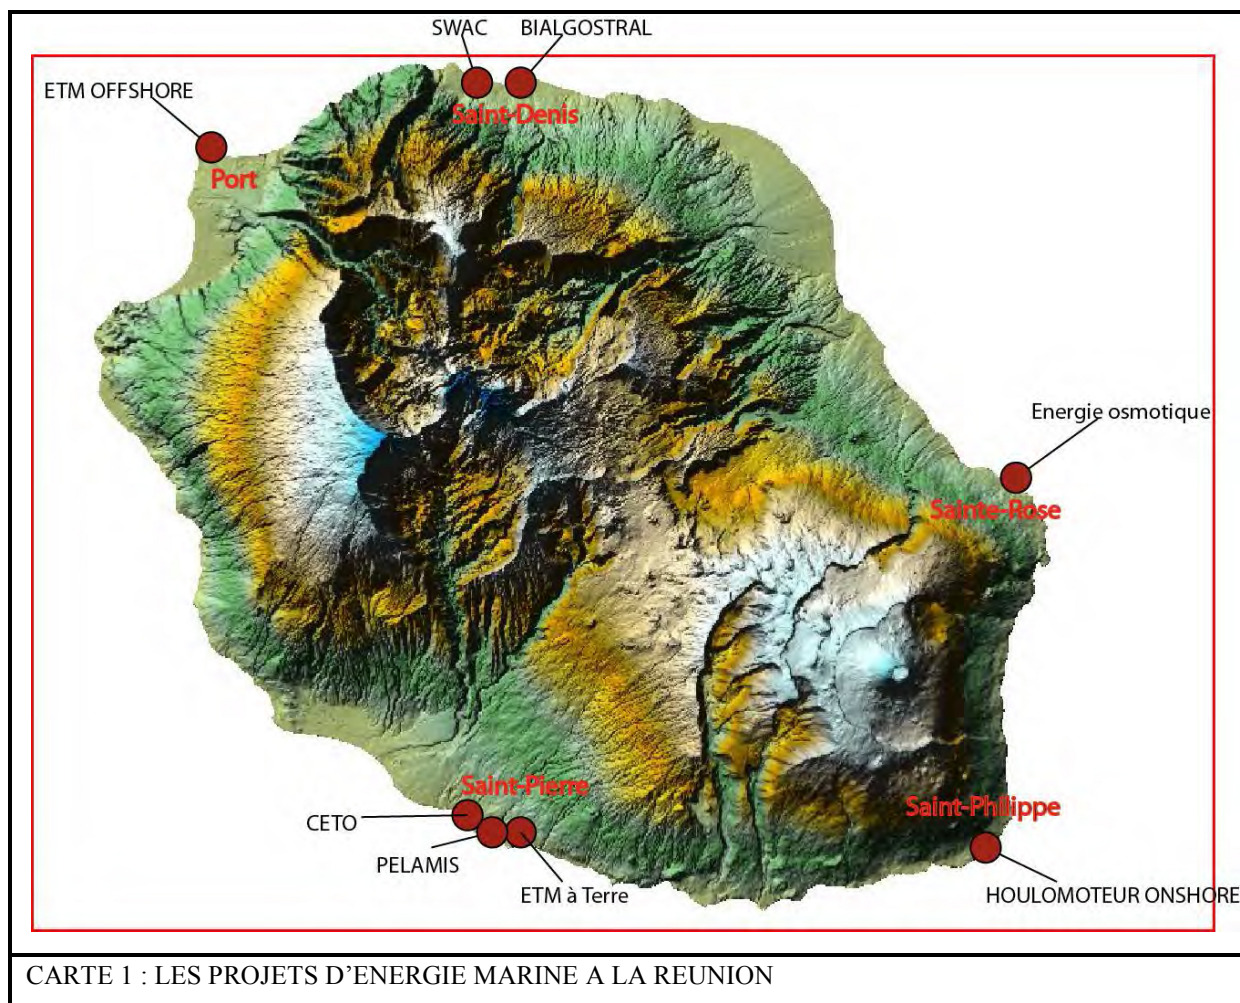 SWAC
BIALGOSTRAL
ETM OFFSHORE
Saint-Denis
Port
Energie osmotique
Sainte-Rose
Saint-Pierre
Saint-Philippe
CETO
PELAMIS
ETM à Terre
HOULOMOTEUR ONSHORE
CARTE 1 : LES PROJETS D’ENERGIE MARINE A LA REUNION